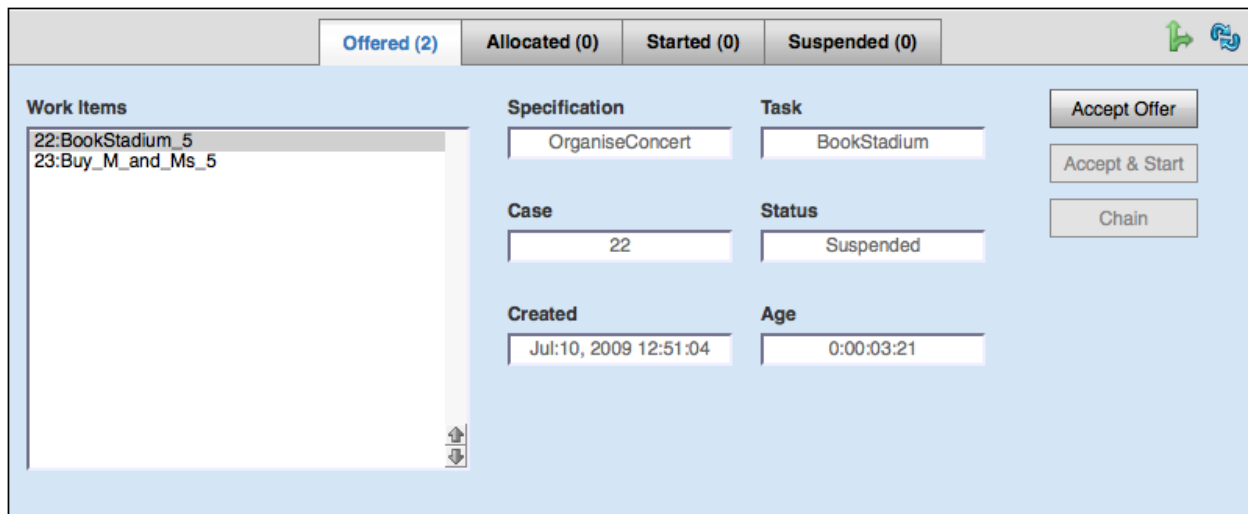 Offered (2)
Allocated (0)
Started (0)
Suspended (0)
Work Items
22:BookStadium_5
23:Buy_M_and_Ms_5
Specification
OrganiseConcert
Task
BookStadium
Case
22
Status
Suspended
Created
Jul:10, 2009 12:51:04
Age
0:00:03:21
Accept Offer
Accept & Start
Chain